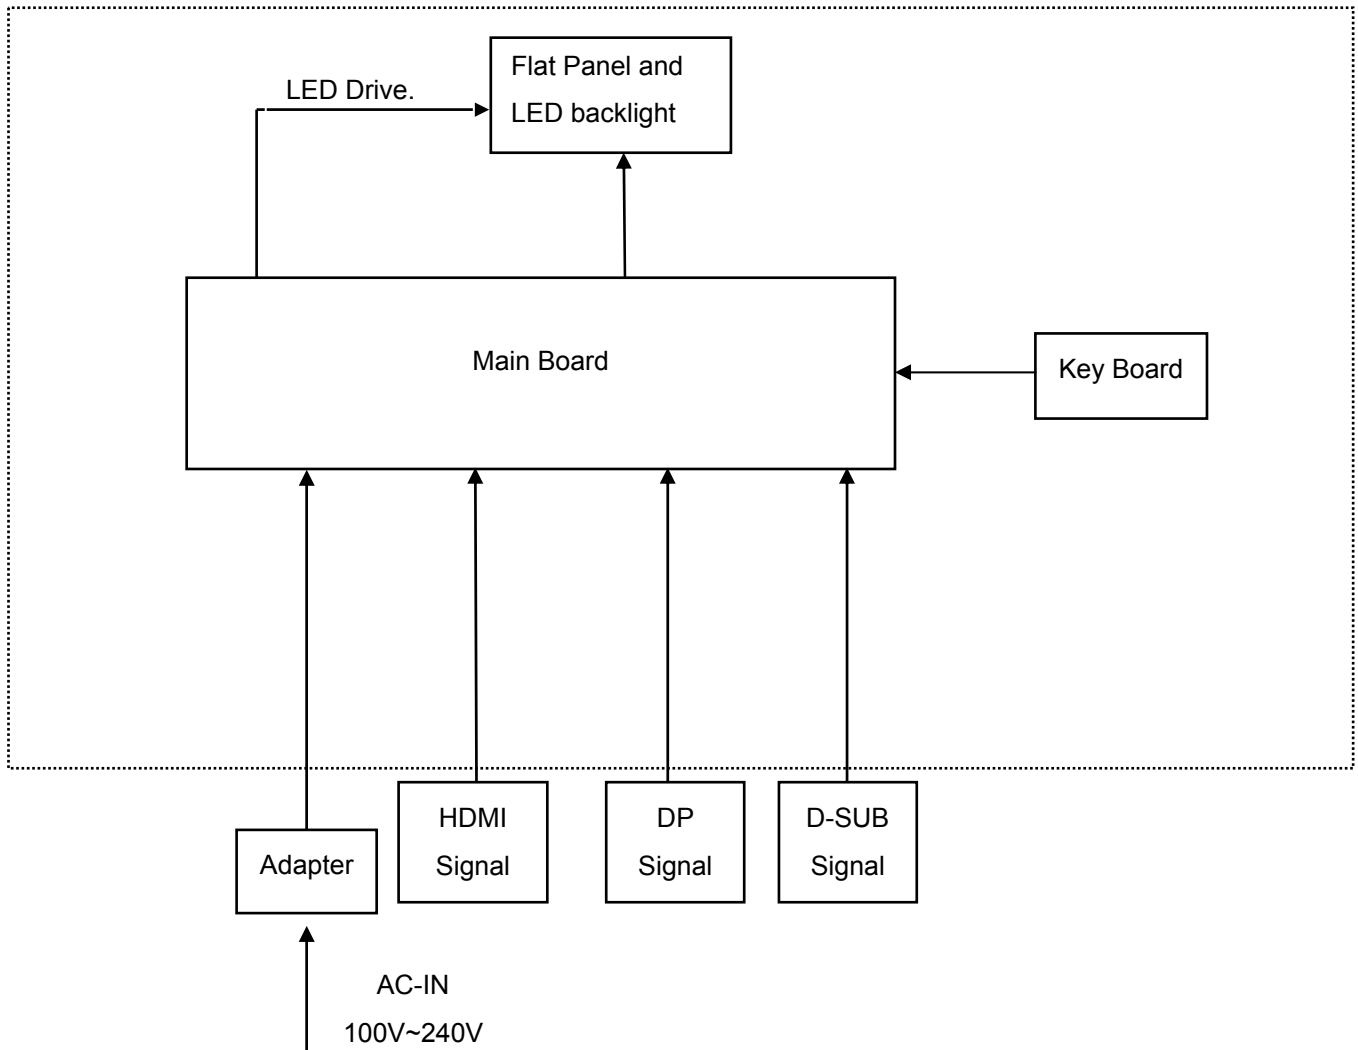 Flat Panel and
LED backlight
LED Drive.
Main Board
Key Board
HDMI
Signal
DP
Signal
D-SUB
Signal
Adapter
AC-IN
100V~240V